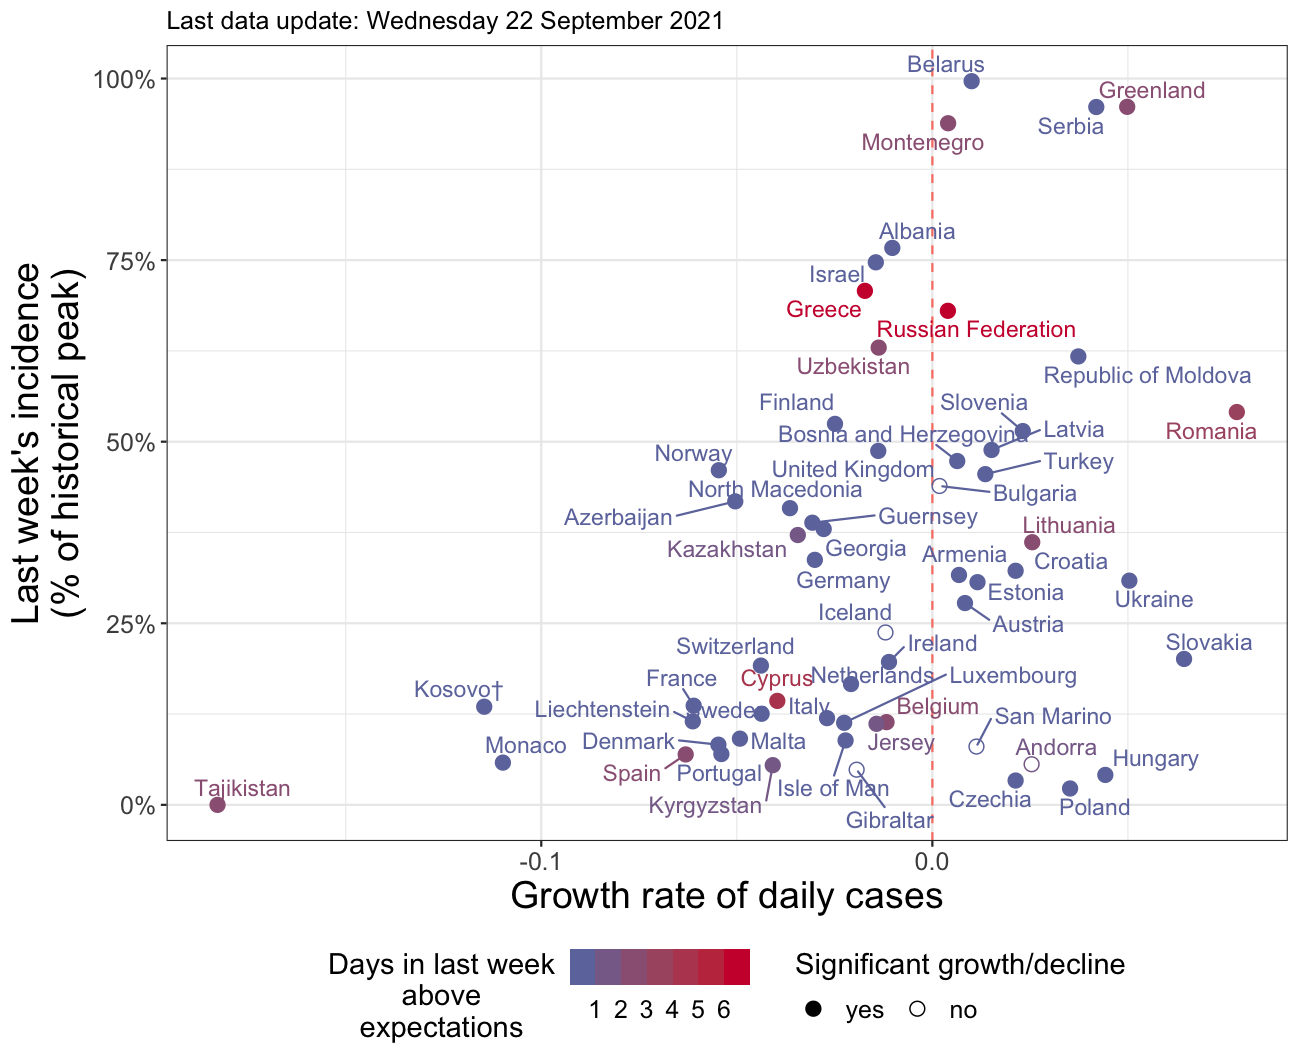 Last data update: Wednesday 22 September 2021
Last week's incidence
(% of historical peak)
100%
75%
50%
25%
0%
Belarus
Greenland
Serbia
Montenegro
Albania
Israel
Greece
Russian Federation
Uzbekistan
Republic of Moldova
Finland
Slovenia
Romania
Latvia
Bosnia and Herzegovina
Norway
United Kingdom
Turkey
North Macedonia
Bulgaria
Azerbaijan
Guernsey
Lithuania
Kazakhstan
Georgia
Armenia
Croatia
Germany
Estonia
Ukraine
Iceland
Austria
Switzerland
Ireland
Slovakia
France
Cyprus
Netherlands
Luxembourg
Kosovo†
Liechtenstein
Sweden
Italy
Belgium
San Marino
Monaco
Denmark
Malta
Jersey
Andorra
Hungary
Spain
Portugal
Isle of Man
Tajikistan
Kyrgyzstan
Czechia
Poland
Gibraltar
-0.1
0.0
Growth rate of daily cases
Days in last week
above
expectations
1 2 3 4 5 6
Significant growth/decline
yes
no